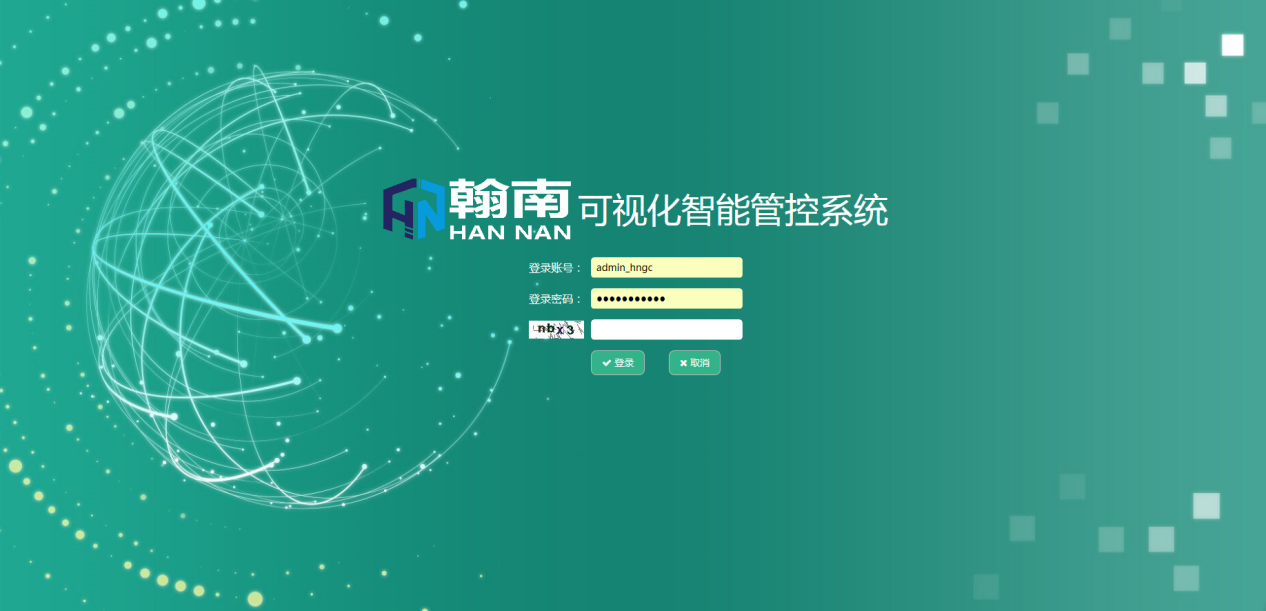 翰南 可视化智能管控系统
HAN NAN
登录账号： admin_hngc
登录密码： •••••••••••
nbx3
登录 取消